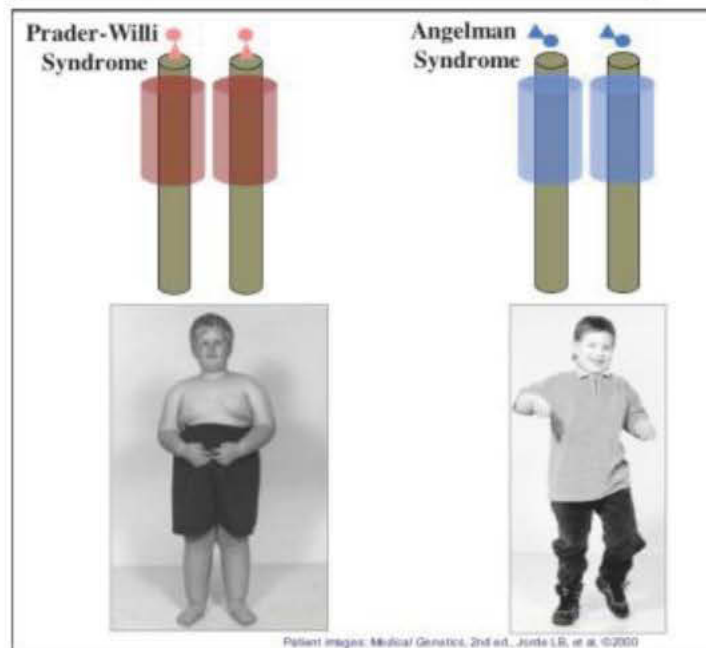 Prader-Willi
Syndrome
Angelman
Syndrome
Patient images: Medical Genetics, 2nd ed., Jorde LB, et al, ©2000